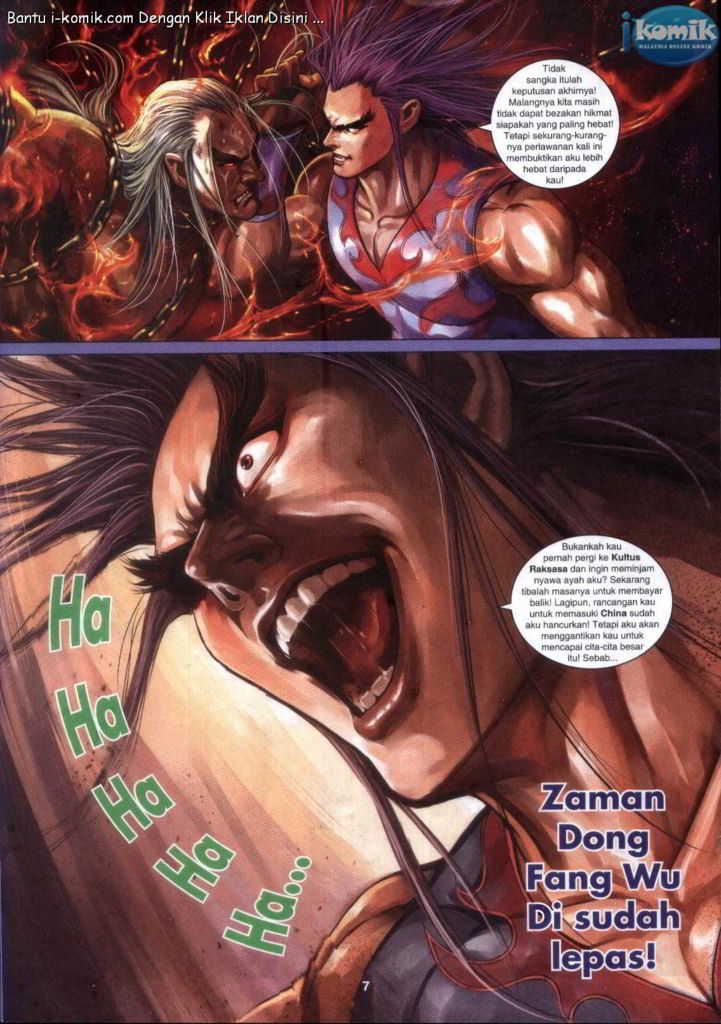 Bantu i-komik.com Dengan Klik Iklan Disini ...
i komik
MALAYSIA ONLINE KOMIK
Tidak
sangka itulah
keputusan akhirnya!
Malangnya kita masih
tidak dapat bezakan hikmat
siapakah yang paling hebat!
Tetapi sekurang-kurang-
nya perlawanan kali ini
membuktikan aku lebih
hebat daripada
kau!
Bukankah kau
pernah pergi ke Kultus
Raksasa dan ingin meminjam
nyawa ayah aku? Sekarang
tibalah masanya untuk membayar
balik! Lagipun, rancangan kau
untuk memasuki China sudah
aku hancurkan! Tetapi aku akan
menggantikan kau untuk
mencapai cita-cita besar
itu! Sebab...
Ha
Ha
Ha
Ha
Ha...
Zaman
Dong
Fang Wu
Di sudah
lepas!
7